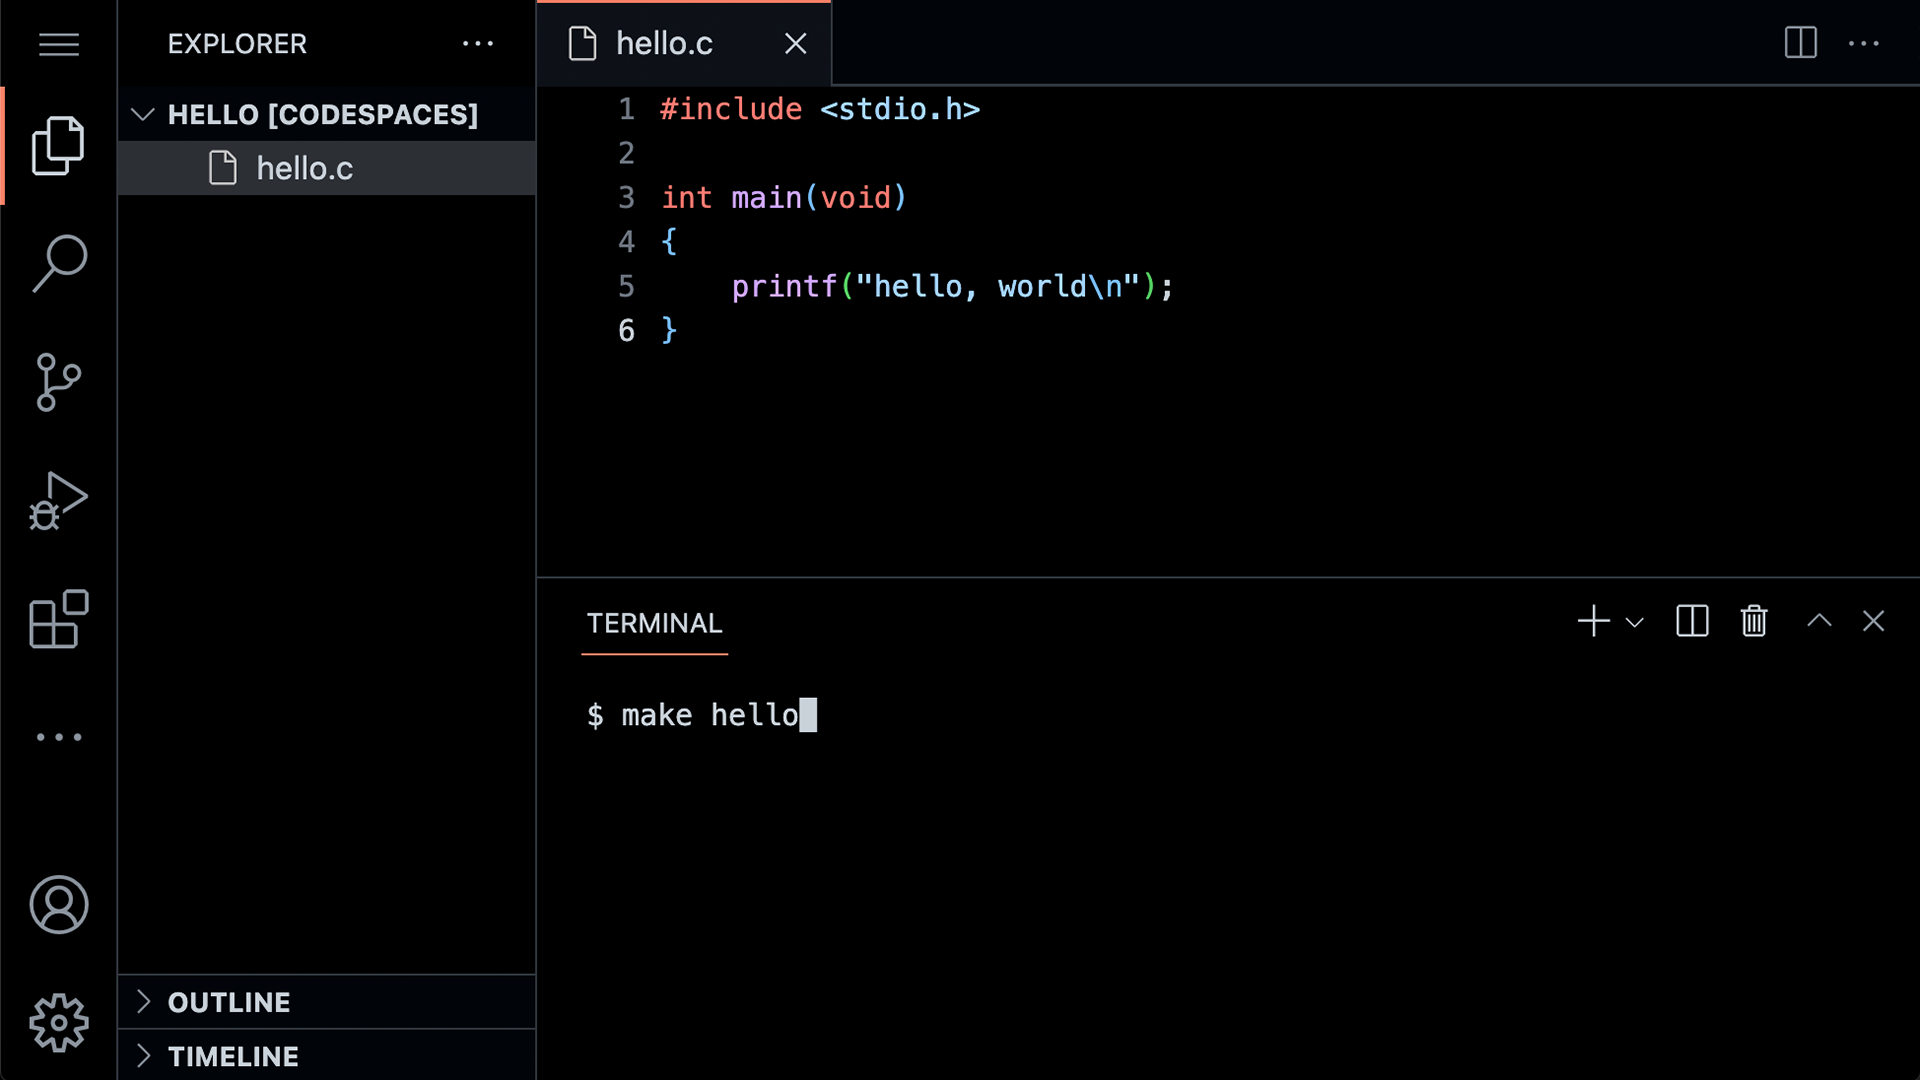 EXPLORER
HELLO [CODESPACES]
hello.c
OUTLINE
TIMELINE
hello.c
1 #include <stdio.h>
2
3 int main(void)
4 {
5     printf("hello, world\n");
6 }
TERMINAL
$ make hello